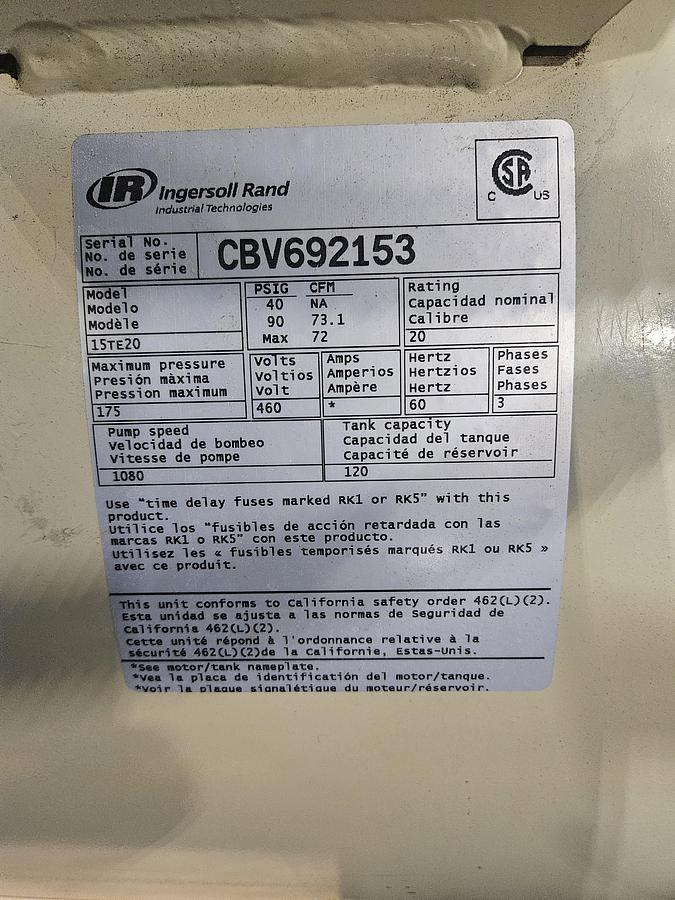 IR Ingersoll Rand
Industrial Technologies
C SA US
Serial No.
No. de serie
No. de série
CBV692153
Model
Modelo
Modèle
15TE20
PSIG CFM
40 NA
90 73.1
Max 72
Rating
Capacidad nominal
Calibre
20
Maximum pressure
Presión màxima
Pression maximum
175
Volts
Voltios
Volt
460
Amps
Amperios
Ampère
*
Hertz
Hertzios
Hertz
60
Phases
Fases
Phases
3
Pump speed
Velocidad de bombeo
Vitesse de pompe
1080
Tank capacity
Capacidad del tanque
Capacité de réservoir
120
Use "time delay fuses marked RK1 or RK5" with this
product.
Utilice los "fusibles de acción retardada con las
marcas RK1 o RK5" con este producto.
Utilisez les « fusibles temporisés marqués RK1 ou RK5 »
avec ce produit.
This unit conforms to California safety order 462(L)(2).
Esta unidad se ajusta a las normas de Seguridad de
California 462(L)(2).
Cette unité répond à l'ordonnance relative à la
sécurité 462(L)(2)de la Californie, Estas-Unis.
*See motor/tank nameplate.
*Vea la placa de identificación del motor/tanque.
*Voir la plaque signalétique du moteur/réservoir.